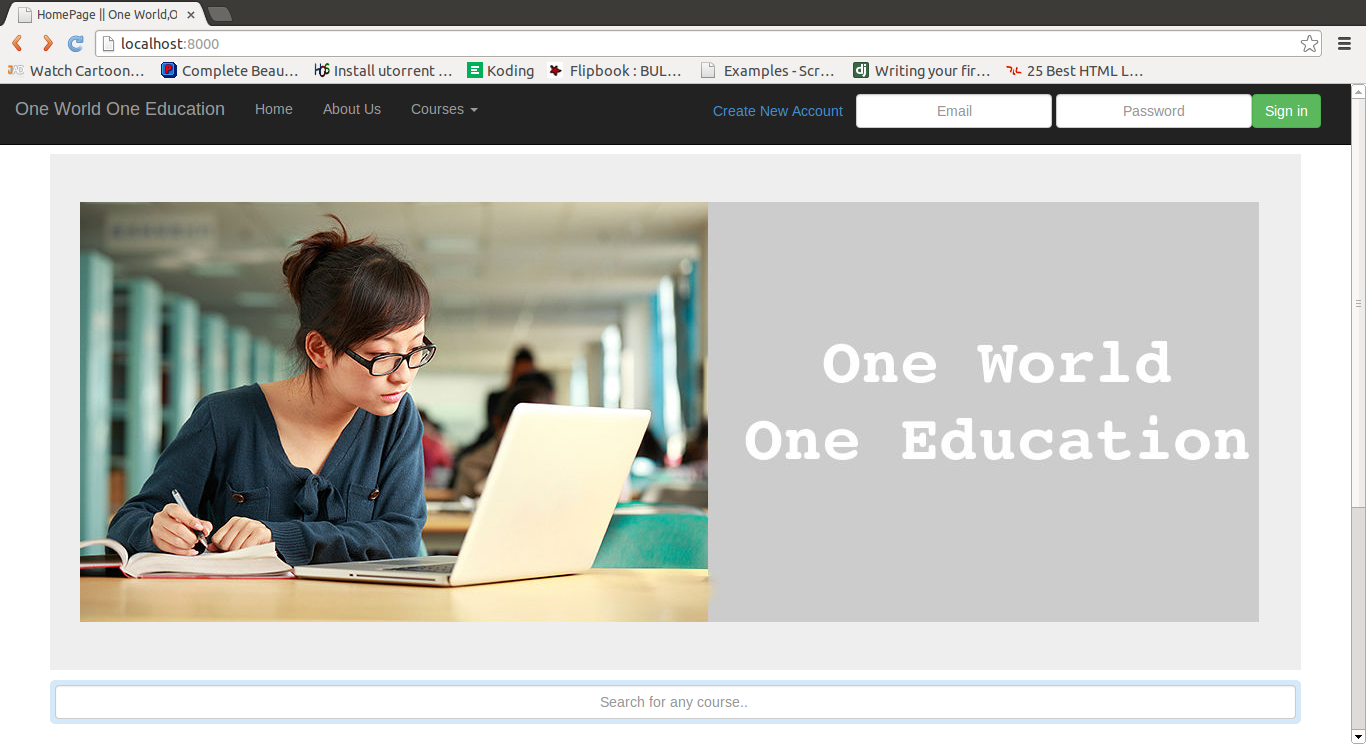 HomePage || One World,O
localhost:8000
Watch Cartoon... Complete Beau... Install utorrent ... Koding Flipbook : BUL... Examples - Scr... Writing your fir... 25 Best HTML L...
One World One Education Home About Us Courses Create New Account Email Password Sign in
One World
One Education
Search for any course..